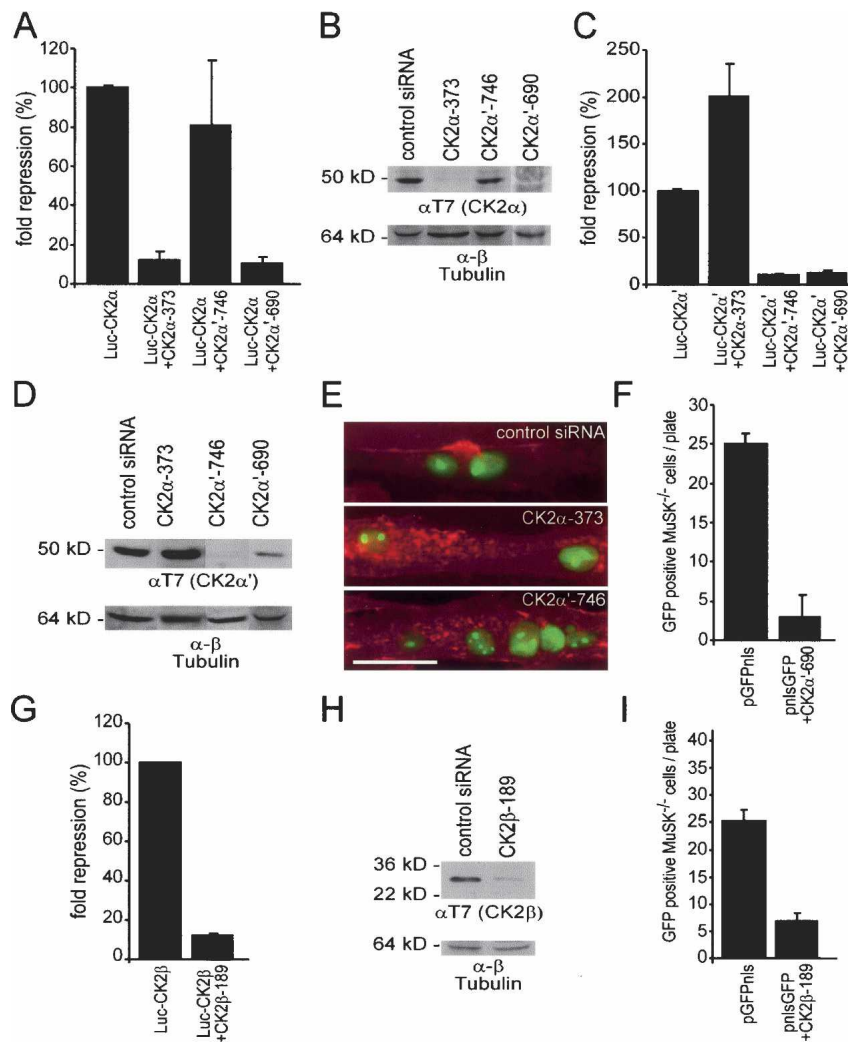 A
fold repression (%)
120
100
80
60
40
20
0
Luc-CK2α
Luc-CK2α
+CK2α-373
Luc-CK2α
+CK2α'-746
Luc-CK2α
+CK2α'-690
B
control siRNA
CK2α-373
CK2α'-746
CK2α'-690
50 kD -
αT7 (CK2α)
64 kD -
α-β
Tubulin
C
fold repression (%)
250
200
150
100
50
0
Luc-CK2α'
Luc-CK2α'
+CK2α-373
Luc-CK2α'
+CK2α'-746
Luc-CK2α'
+CK2α'-690
D
control siRNA
CK2α-373
CK2α'-746
CK2α'-690
50 kD -
αT7 (CK2α')
64 kD -
α-β
Tubulin
E
control siRNA
CK2α-373
CK2α'-746
F
GFP positive MuSK-/- cells / plate
30
25
20
15
10
5
0
pGFPnls
pnlsGFP
+CK2α'-690
G
fold repression (%)
120
100
80
60
40
20
0
Luc-CK2β
Luc-CK2β
+CK2β-189
H
control siRNA
CK2β-189
36 kD -
22 kD -
αT7 (CK2β)
64 kD -
α-β
Tubulin
I
GFP positive MuSK-/- cells / plate
40
35
25
20
15
10
5
0
pGFPnls
pnlsGFP
+CK2β-189